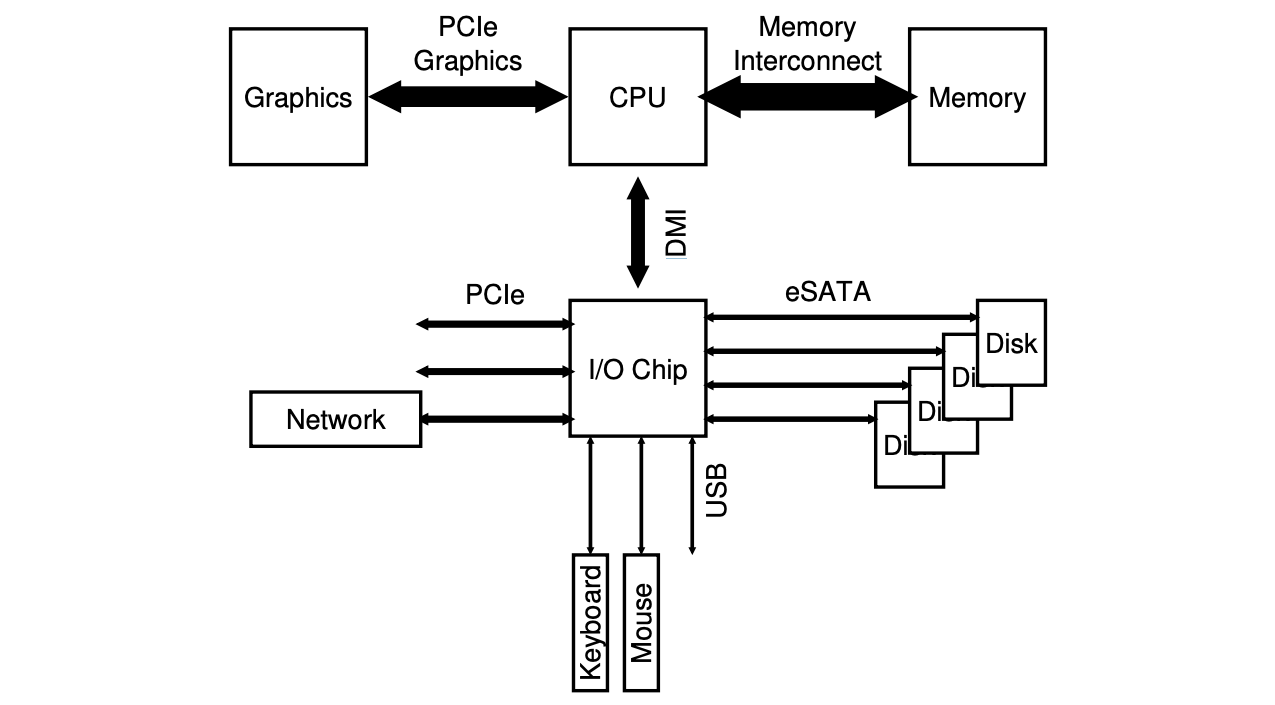 PCIe
Graphics
Memory
Interconnect
Graphics
CPU
Memory
DMI
PCIe
eSATA
I/O Chip
Disk
Di
Di
Di
Network
USB
Keyboard
Mouse